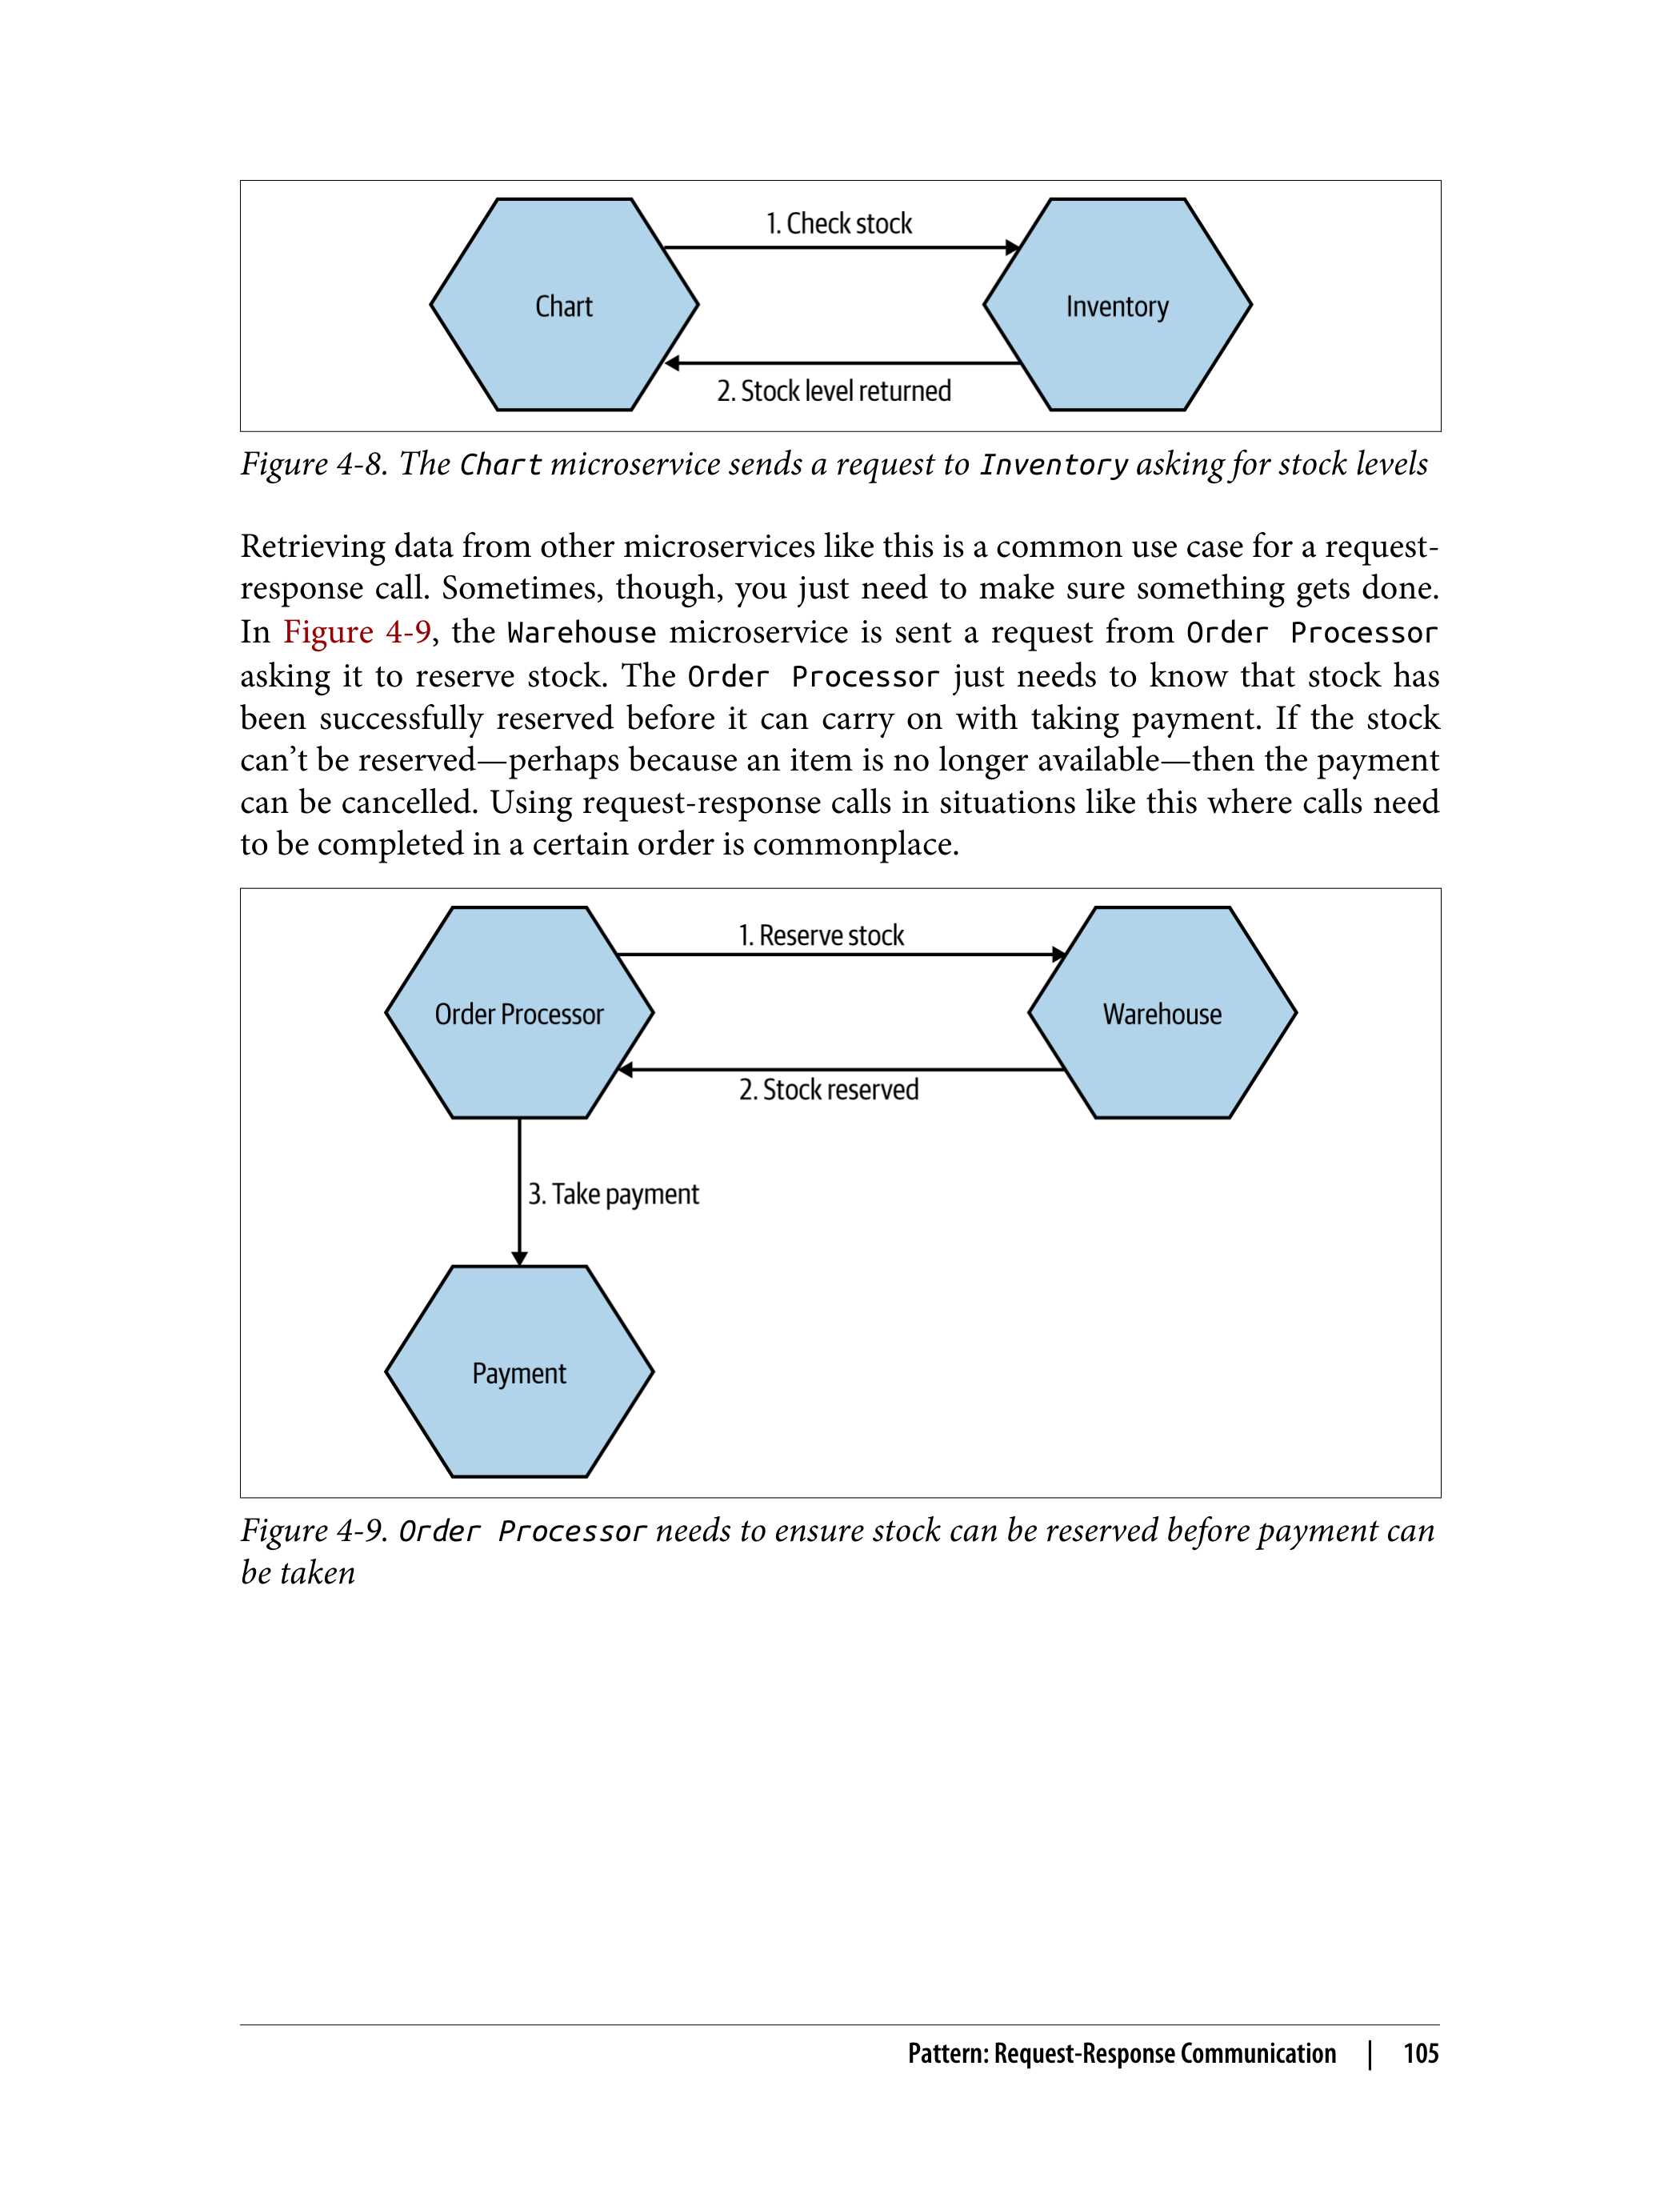 1. Check stock
Chart
Inventory
2. Stock level returned
Figure 4-8. The Chart microservice sends a request to Inventory asking for stock levels
Retrieving data from other microservices like this is a common use case for a request-
response call. Sometimes, though, you just need to make sure something gets done.
In Figure 4-9, the Warehouse microservice is sent a request from Order Processor
asking it to reserve stock. The Order Processor just needs to know that stock has
been successfully reserved before it can carry on with taking payment. If the stock
can’t be reserved—perhaps because an item is no longer available—then the payment
can be cancelled. Using request-response calls in situations like this where calls need
to be completed in a certain order is commonplace.
1. Reserve stock
Order Processor
Warehouse
2. Stock reserved
3. Take payment
Payment
Figure 4-9. Order Processor needs to ensure stock can be reserved before payment can
be taken
Pattern: Request-Response Communication | 105